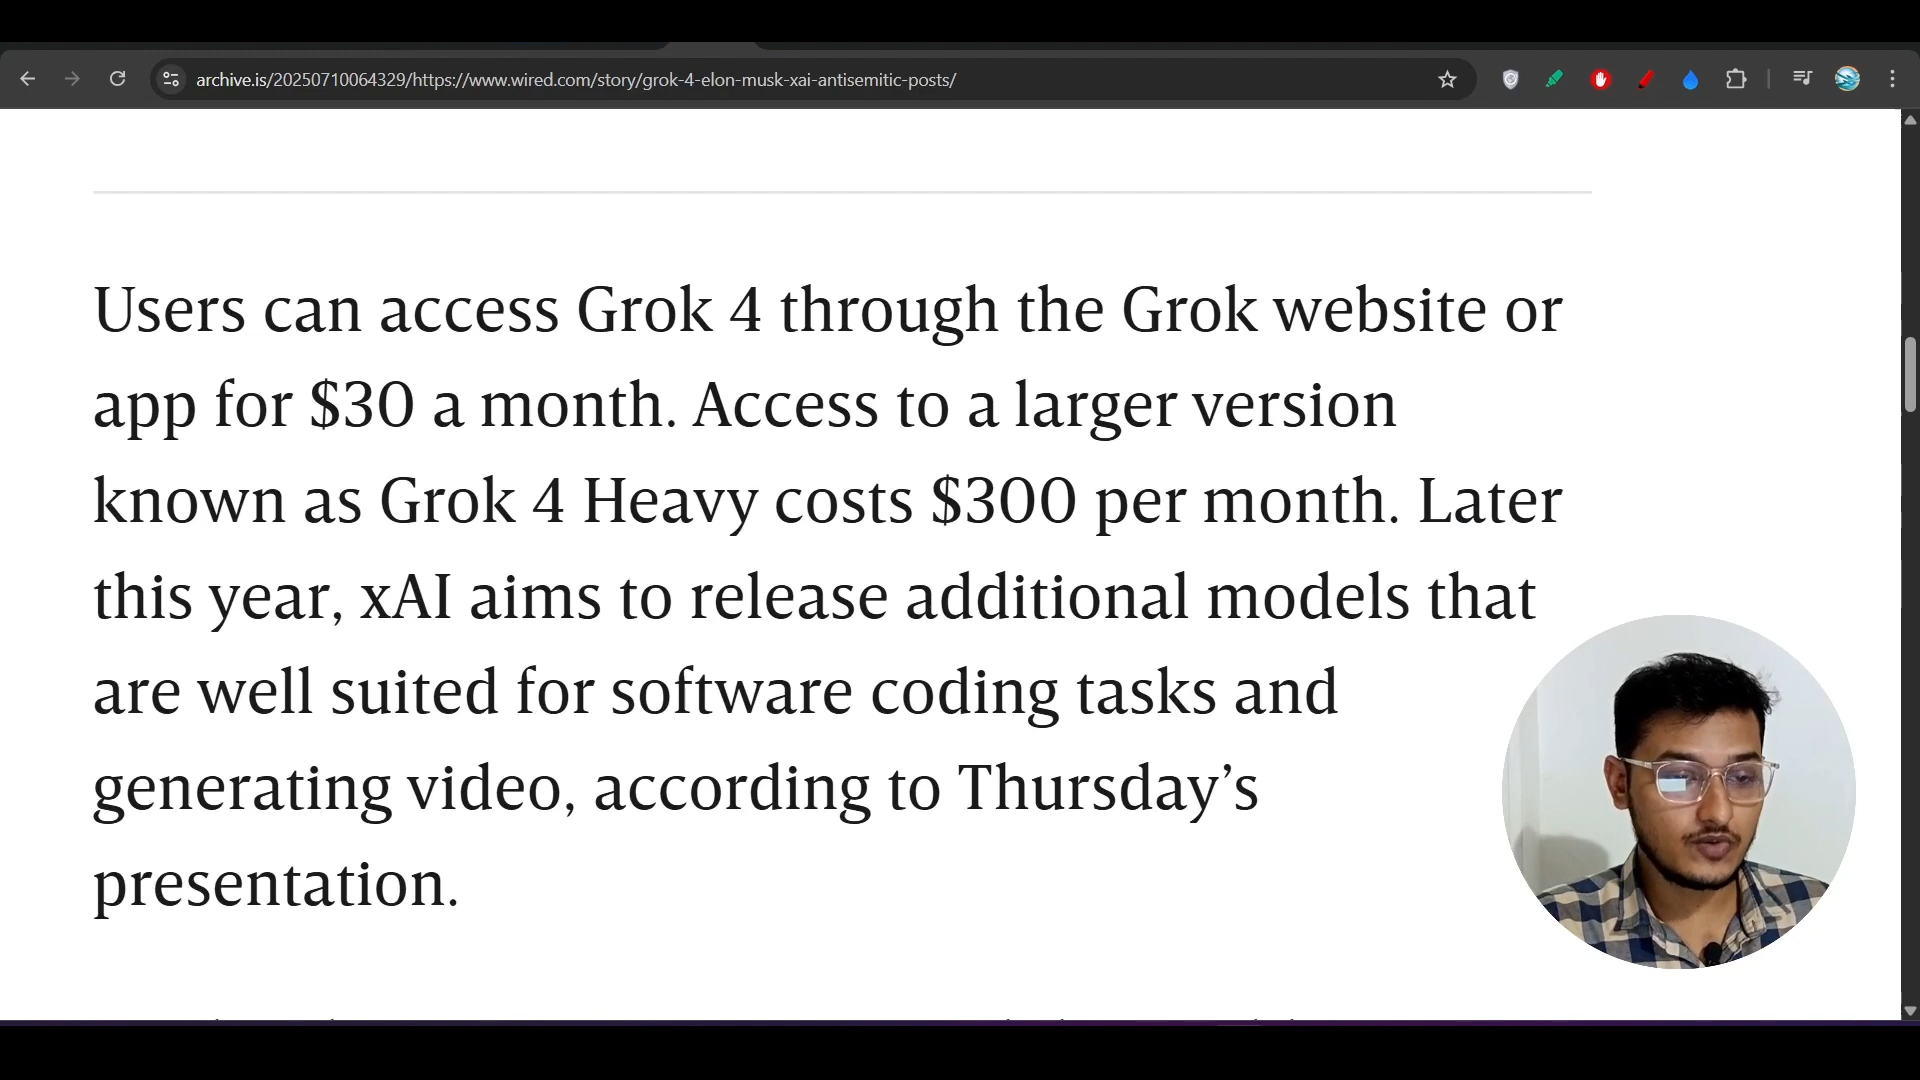 archive.is/20250710064329/https://www.wired.com/story/grok-4-elon-musk-xai-antisemitic-posts/
Users can access Grok 4 through the Grok website or
app for $30 a month. Access to a larger version
known as Grok 4 Heavy costs $300 per month. Later
this year, xAI aims to release additional models that
are well suited for software coding tasks and
generating video, according to Thursday’s
presentation.